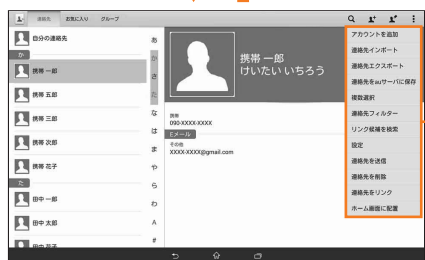 連絡先 お気に入り グループ
自分の連絡先
か
携帯 一郎
携帯 五郎
携帯 三郎
携帯 次郎
携帯 花子
た
田中 一郎
田中 太郎
田中 花子
あ
か
さ
た
な
は
ま
や
ら
わ
A
#
携帯 一郎
けいたい いちろう
携帯
090-XXXX-XXXX
Eメール
その他
XXXX-XXXX@gmail.com
アカウントを追加
連絡先インポート
連絡先エクスポート
連絡先をauサーバに保存
複数選択
連絡先フィルター
リンク候補を検索
設定
連絡先を送信
連絡先を削除
連絡先をリンク
ホーム画面に配置